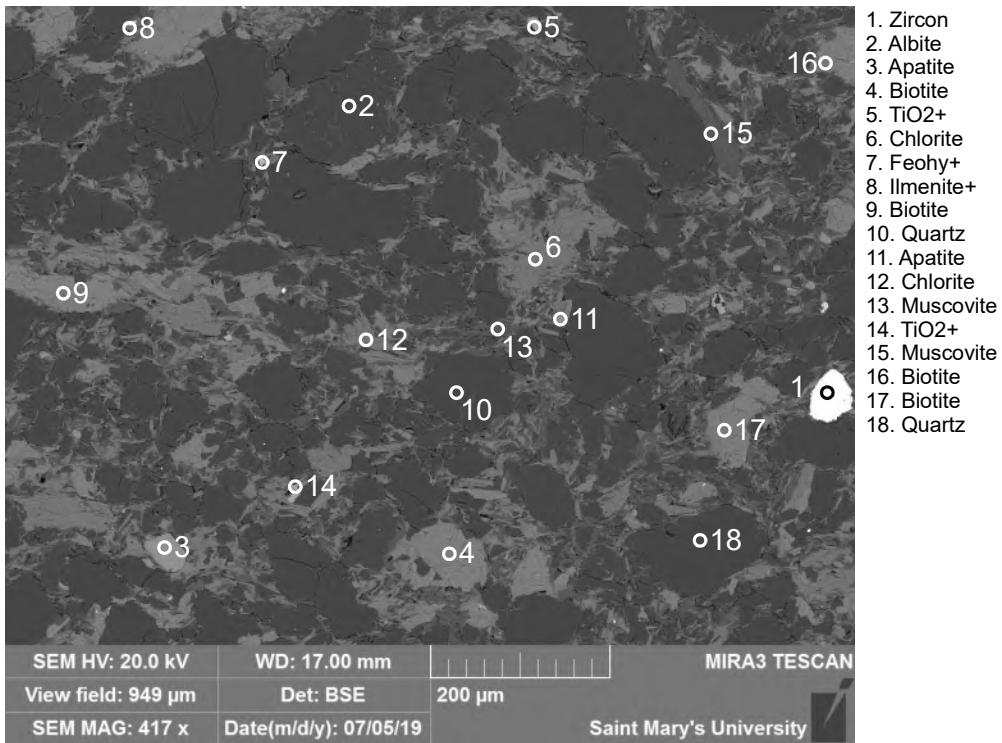 8
5
16
2
15
7
6
9
11
12
13
1
10
17
14
18
3
4
1. Zircon
2. Albite
3. Apatite
4. Biotite
5. TiO2+
6. Chlorite
7. Feohy+
8. Ilmenite+
9. Biotite
10. Quartz
11. Apatite
12. Chlorite
13. Muscovite
14. TiO2+
15. Muscovite
16. Biotite
17. Biotite
18. Quartz
SEM HV: 20.0 kV WD: 17.00 mm MIRA3 TESCAN
View field: 949 µm Det: BSE 200 µm
SEM MAG: 417 x Date(m/d/y): 07/05/19 Saint Mary's University